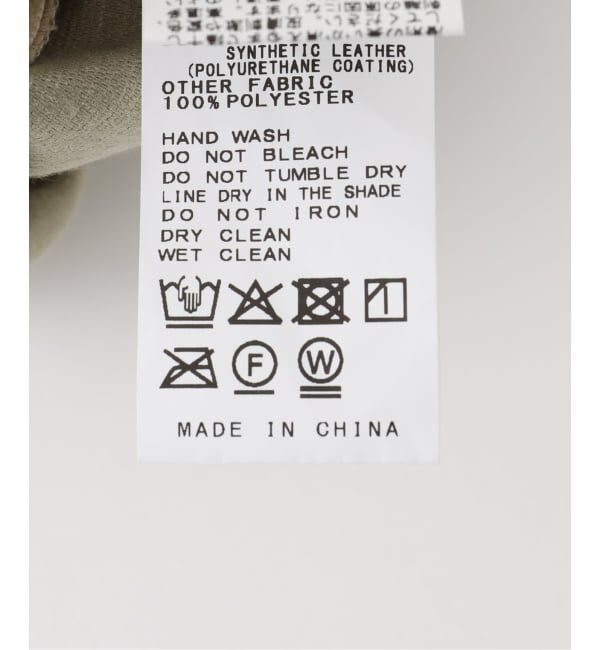 SYNTHETIC LEATHER
(POLYURETHANE COATING)
OTHER FABRIC
100% POLYESTER
HAND WASH
DO NOT BLEACH
DO NOT TUMBLE DRY
LINE DRY IN THE SHADE
DO NOT IRON
DRY CLEAN
WET CLEAN
F W
MADE IN CHINA